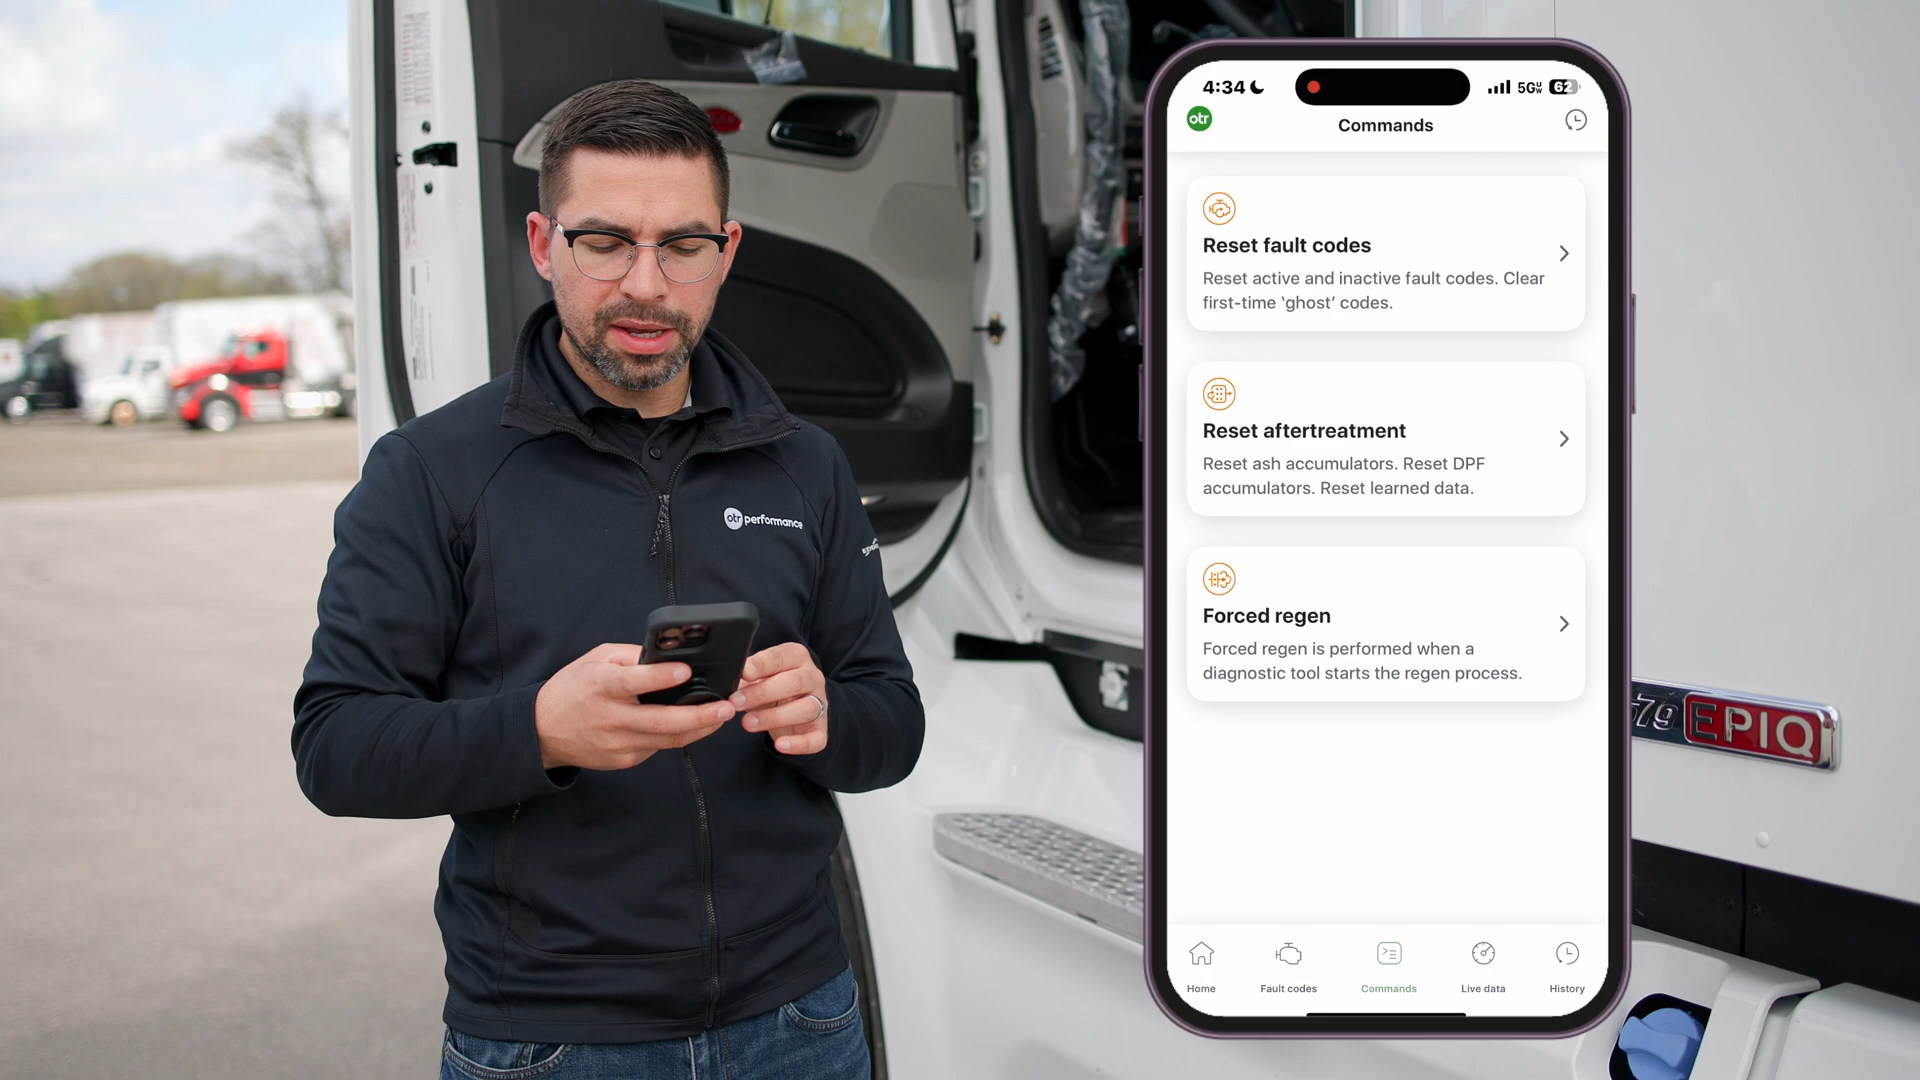 4:34
5G
62
otr
Commands
Reset fault codes
Reset active and inactive fault codes. Clear
first-time ‘ghost’ codes.
Reset aftertreatment
Reset ash accumulators. Reset DPF
accumulators. Reset learned data.
Forced regen
Forced regen is performed when a
diagnostic tool starts the regen process.
Home
Fault codes
Commands
Live data
History
otr performance
579 EPIQ